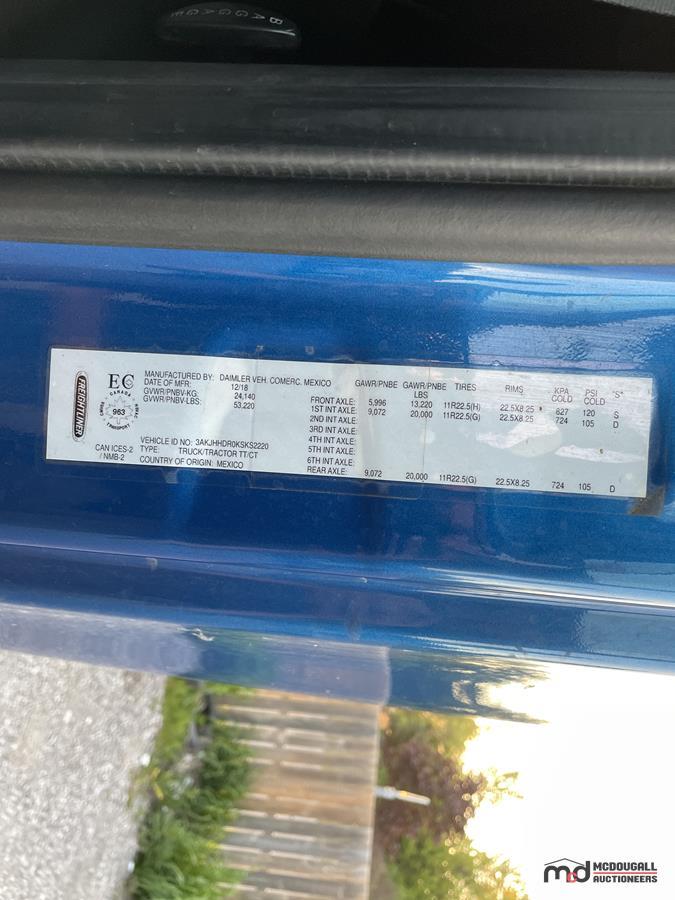 BY
BAGGAGE
FREIGHTLINER
EC
CANADA
963
TRANSPORT
CAN ICES-2
/ NMB-2
MANUFACTURED BY: DAIMLER VEH. COMERC. MEXICO
DATE OF MFR: 12/18
GVWR/PNBV-KG: 24,140
GVWR/PNBV-LBS: 53,220
VEHICLE ID NO.: 3AKJHHDR0KSKS2220
TYPE: TRUCK/TRACTOR TT/CT
COUNTRY OF ORIGIN: MEXICO
GAWR/PNBE GAWR/PNBE TIRES RIMS KPA PSI "S"
LBS COLD COLD
FRONT AXLE: 5,996 13,220 11R22.5(H) 22.5X8.25 827 120 S
1ST INT AXLE: 9,072 20,000 11R22.5(G) 22.5X8.25 724 105 D
2ND INT AXLE:
3RD INT AXLE:
4TH INT AXLE:
5TH INT AXLE:
6TH INT AXLE:
REAR AXLE: 9,072 20,000 11R22.5(G) 22.5X8.25 724 105 D
mcd MCDOUGALL
AUCTIONEERS